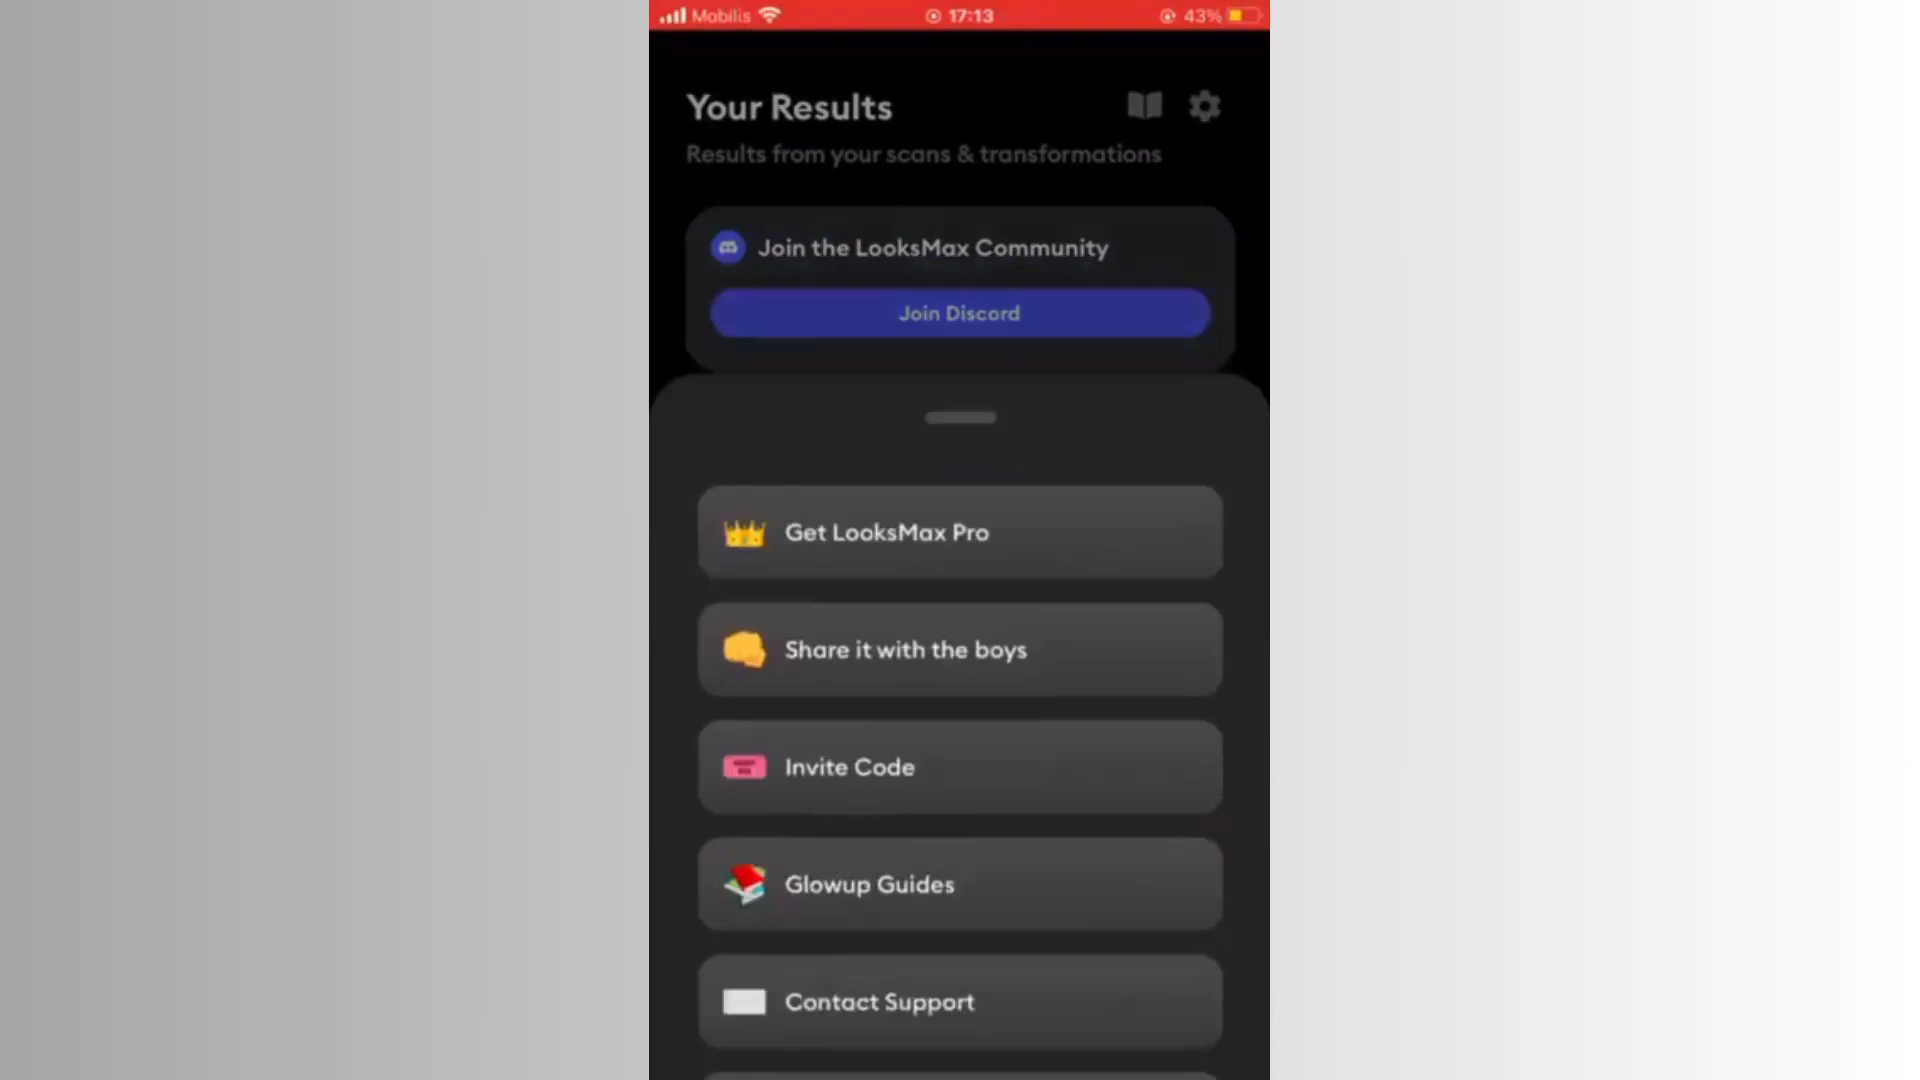 Mobilis 17:13 43%
Your Results
Results from your scans & transformations
Join the LooksMax Community
Join Discord
Get LooksMax Pro
Share it with the boys
Invite Code
Glowup Guides
Contact Support